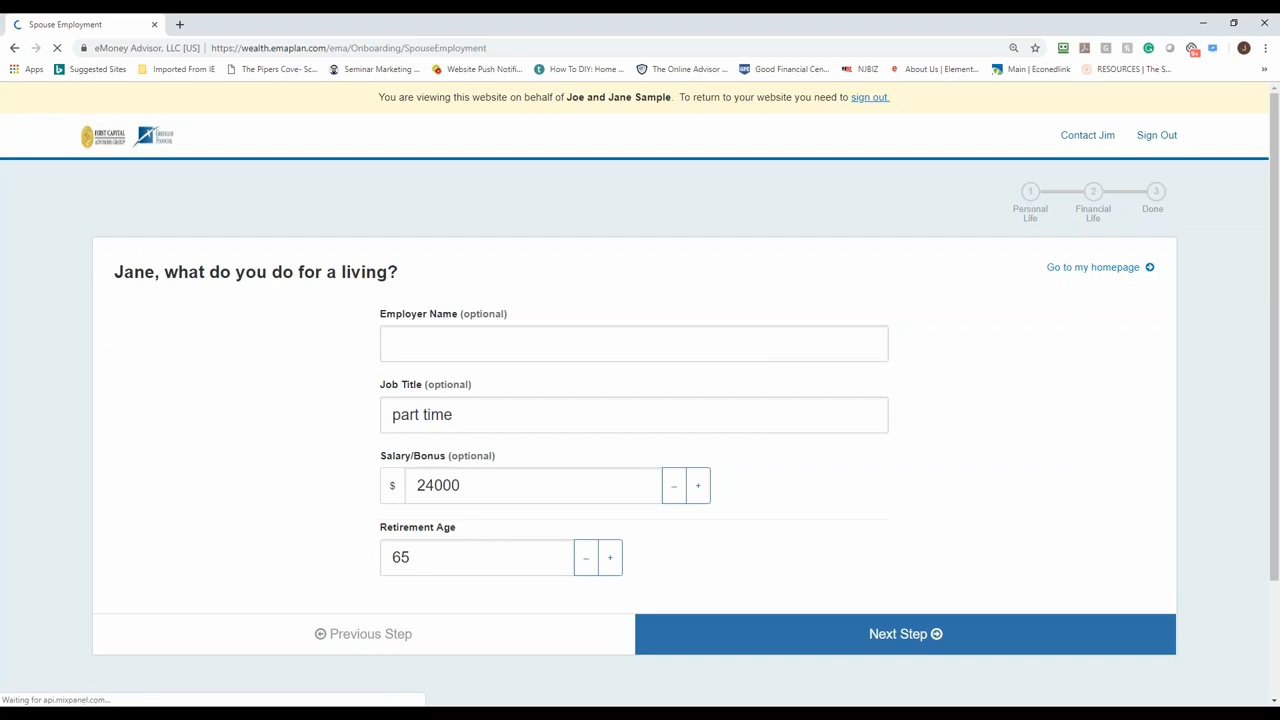 Spouse Employment
eMoney Advisor, LLC [US] | https://wealth.emaplan.com/ema/Onboarding/SpouseEmployment
Apps Suggested Sites Imported From IE The Pipers Cove- Sc... Seminar Marketing ... Website Push Notifi... How To DIY: Home ... The Online Advisor ... Good Financial Cen... NJBIZ About Us | Element... Main | Econedlink RESOURCES | The S...
You are viewing this website on behalf of Joe and Jane Sample. To return to your website you need to sign out.
FIRST CAPITAL
ADVISORS GROUP
Contact Jim Sign Out
1 2 3
Personal Life Financial Life Done
Jane, what do you do for a living?
Go to my homepage
Employer Name (optional)
Job Title (optional)
part time
Salary/Bonus (optional)
$ 24000 – +
Retirement Age
65 – +
Previous Step Next Step
Waiting for api.mixpanel.com...